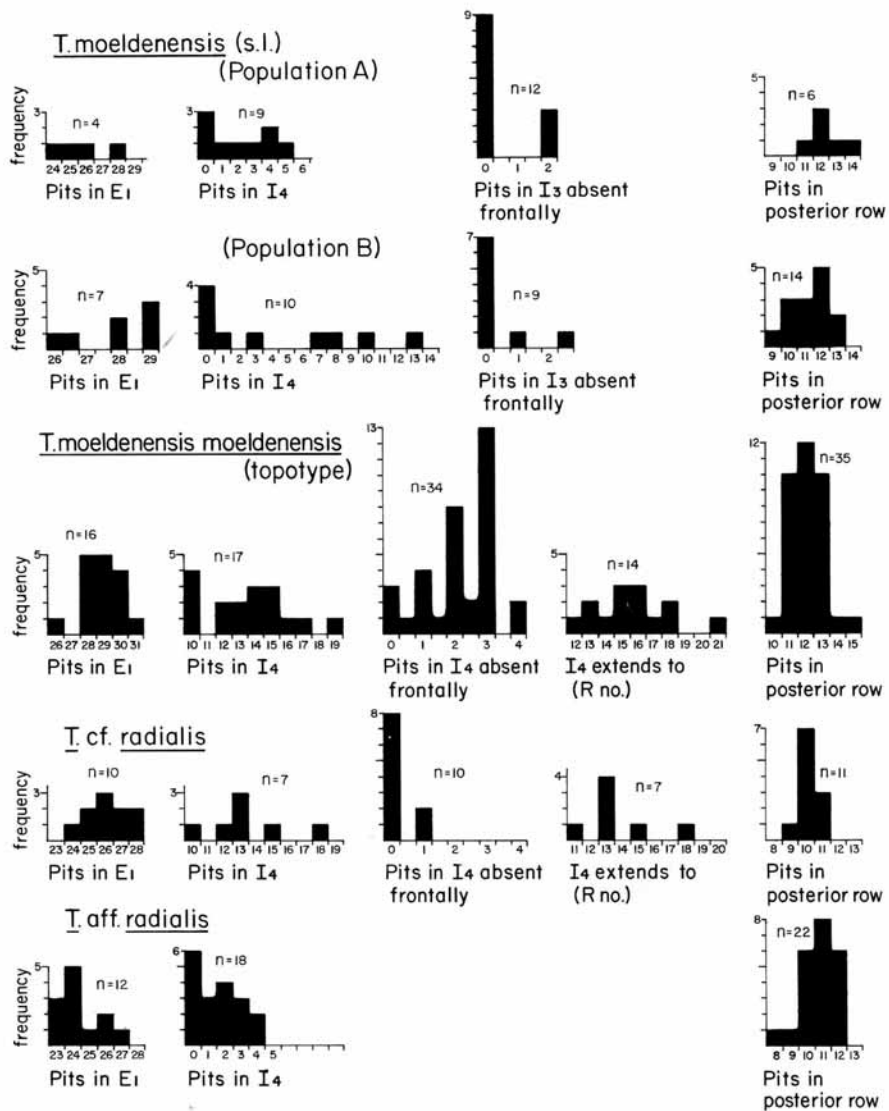 T. moeldenensis (s.l.)
(Population A)
frequency
3
n=4
24 25 26 27 28 29
Pits in E1
3
n=9
0 1 2 3 4 5 6
Pits in I4
9
n=12
0 1 2
Pits in I3 absent
frontally
5
n=6
9 10 11 12 13 14
Pits in
posterior row
(Population B)
frequency
5
n=7
26 27 28 29
Pits in E1
4
n=10
0 1 2 3 4 5 6 7 8 9 10 11 12 13 14
Pits in I4
7
n=9
0 1 2
Pits in I3 absent
frontally
5
n=14
9 10 11 12 13 14
Pits in
posterior row
T. moeldenensis moeldenensis
(topotype)
frequency
5
n=16
26 27 28 29 30 31
Pits in E1
5
n=17
10 11 12 13 14 15 16 17 18 19
Pits in I4
13
n=34
0 1 2 3 4
Pits in I4 absent
frontally
5
n=14
12 13 14 15 16 17 18 19 20 21
I4 extends to
(R no.)
12
n=35
10 11 12 13 14 15
Pits in
posterior row
T. cf. radialis
frequency
3
n=10
23 24 25 26 27 28
Pits in E1
3
n=7
10 11 12 13 14 15 16 17 18 19
Pits in I4
8
n=10
0 1 2 3 4
Pits in I4 absent
frontally
4
n=7
11 12 13 14 15 16 17 18 19 20
I4 extends to
(R no.)
7
n=11
8 9 10 11 12 13
Pits in
posterior row
T. aff. radialis
frequency
5
n=12
23 24 25 26 27 28
Pits in E1
6
n=18
0 1 2 3 4 5
Pits in I4
8
n=22
8 9 10 11 12 13
Pits in
posterior row